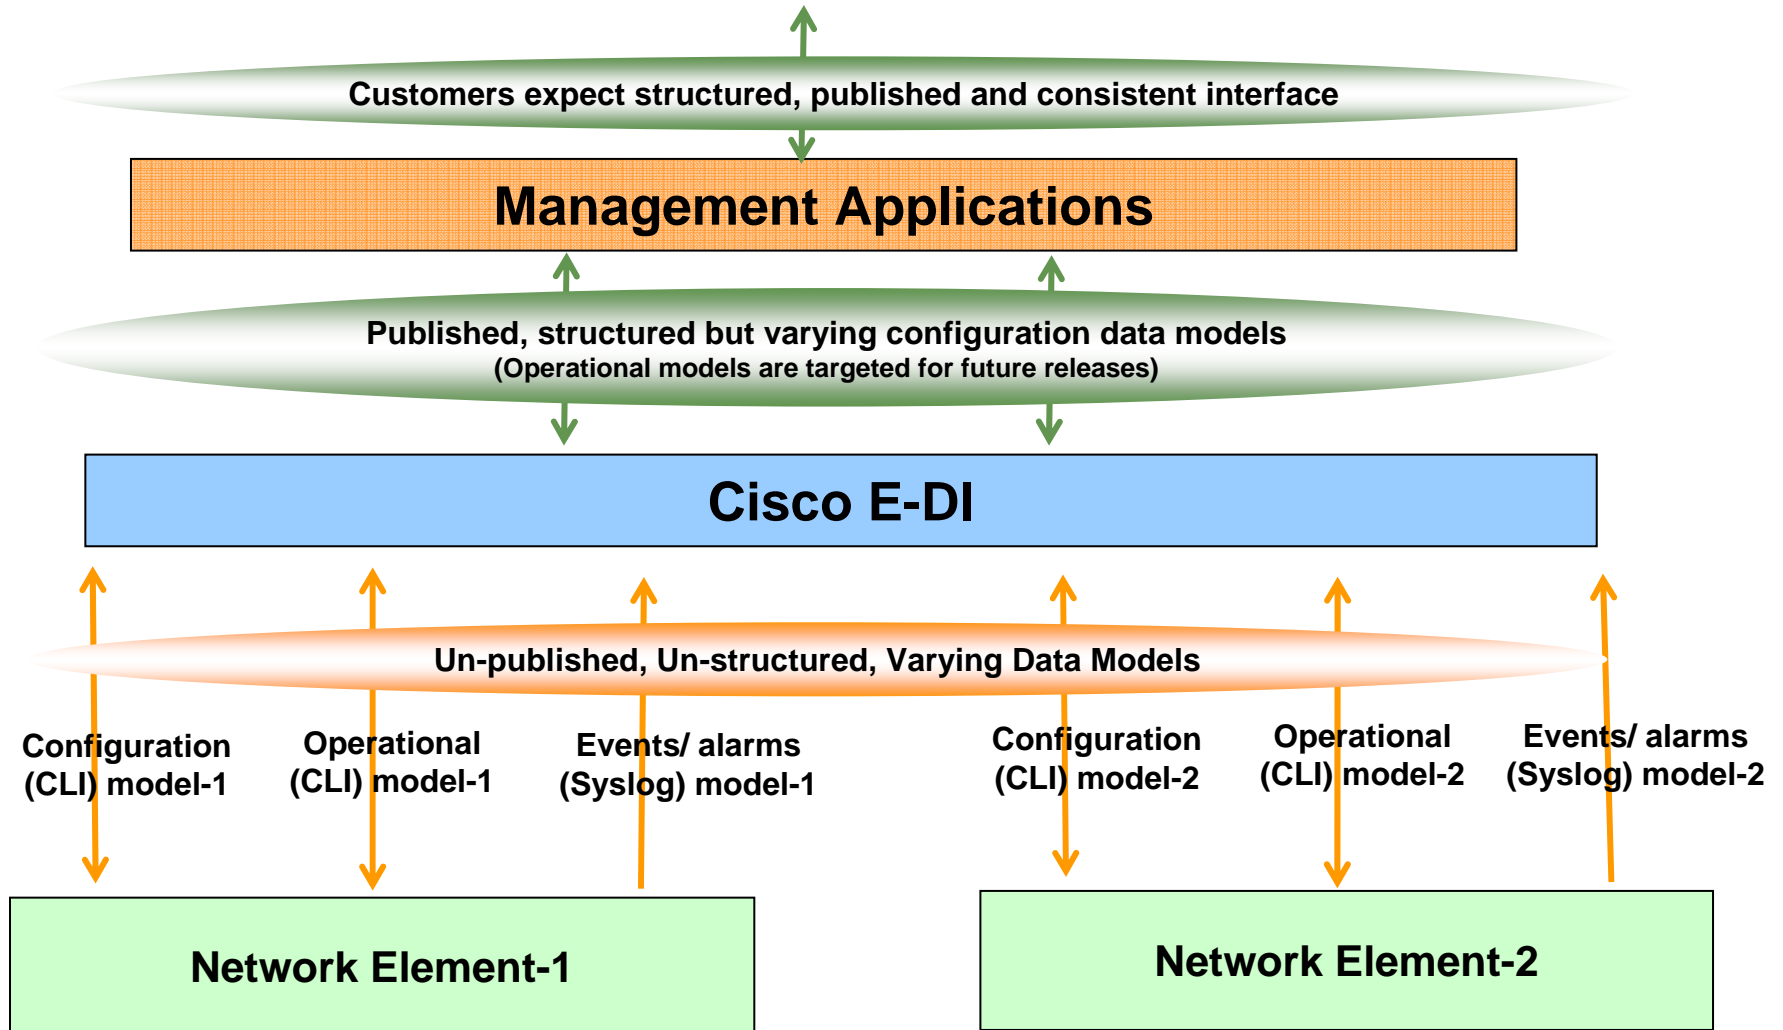 Customers expect structured, published and consistent interface
Management Applications
Published, structured but varying configuration data models
(Operational models are targeted for future releases)
Cisco E-DI
Un-published, Un-structured, Varying Data Models
Configuration
(CLI) model-1
Operational
(CLI) model-1
Events/ alarms
(Syslog) model-1
Configuration
(CLI) model-2
Operational
(CLI) model-2
Events/ alarms
(Syslog) model-2
Network Element-1
Network Element-2